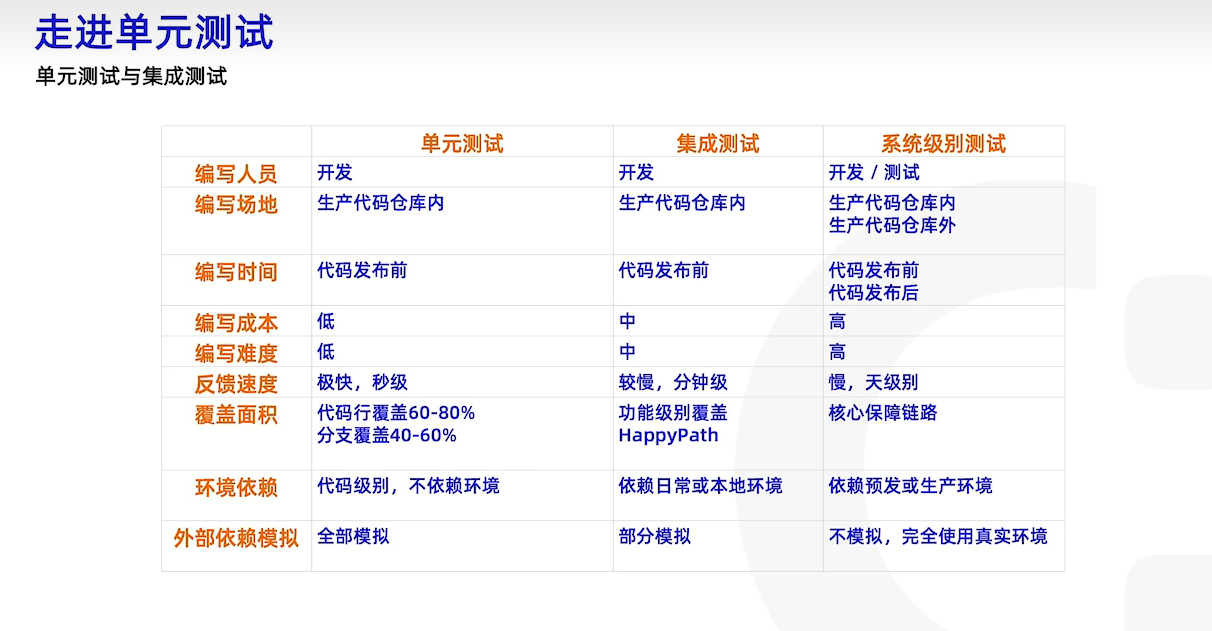 走进单元测试
单元测试与集成测试
单元测试 集成测试 系统级别测试
编写人员 开发 开发 开发 / 测试
编写场地 生产代码仓库内 生产代码仓库内 生产代码仓库内
生产代码仓库外
编写时间 代码发布前 代码发布前 代码发布前
代码发布后
编写成本 低 中 高
编写难度 低 中 高
反馈速度 极快，秒级 较慢，分钟级 慢，天级别
覆盖面积 代码行覆盖60-80% 功能级别覆盖 核心保障链路
分支覆盖40-60% HappyPath
环境依赖 代码级别，不依赖环境 依赖日常或本地环境 依赖预发或生产环境
外部依赖模拟 全部模拟 部分模拟 不模拟，完全使用真实环境